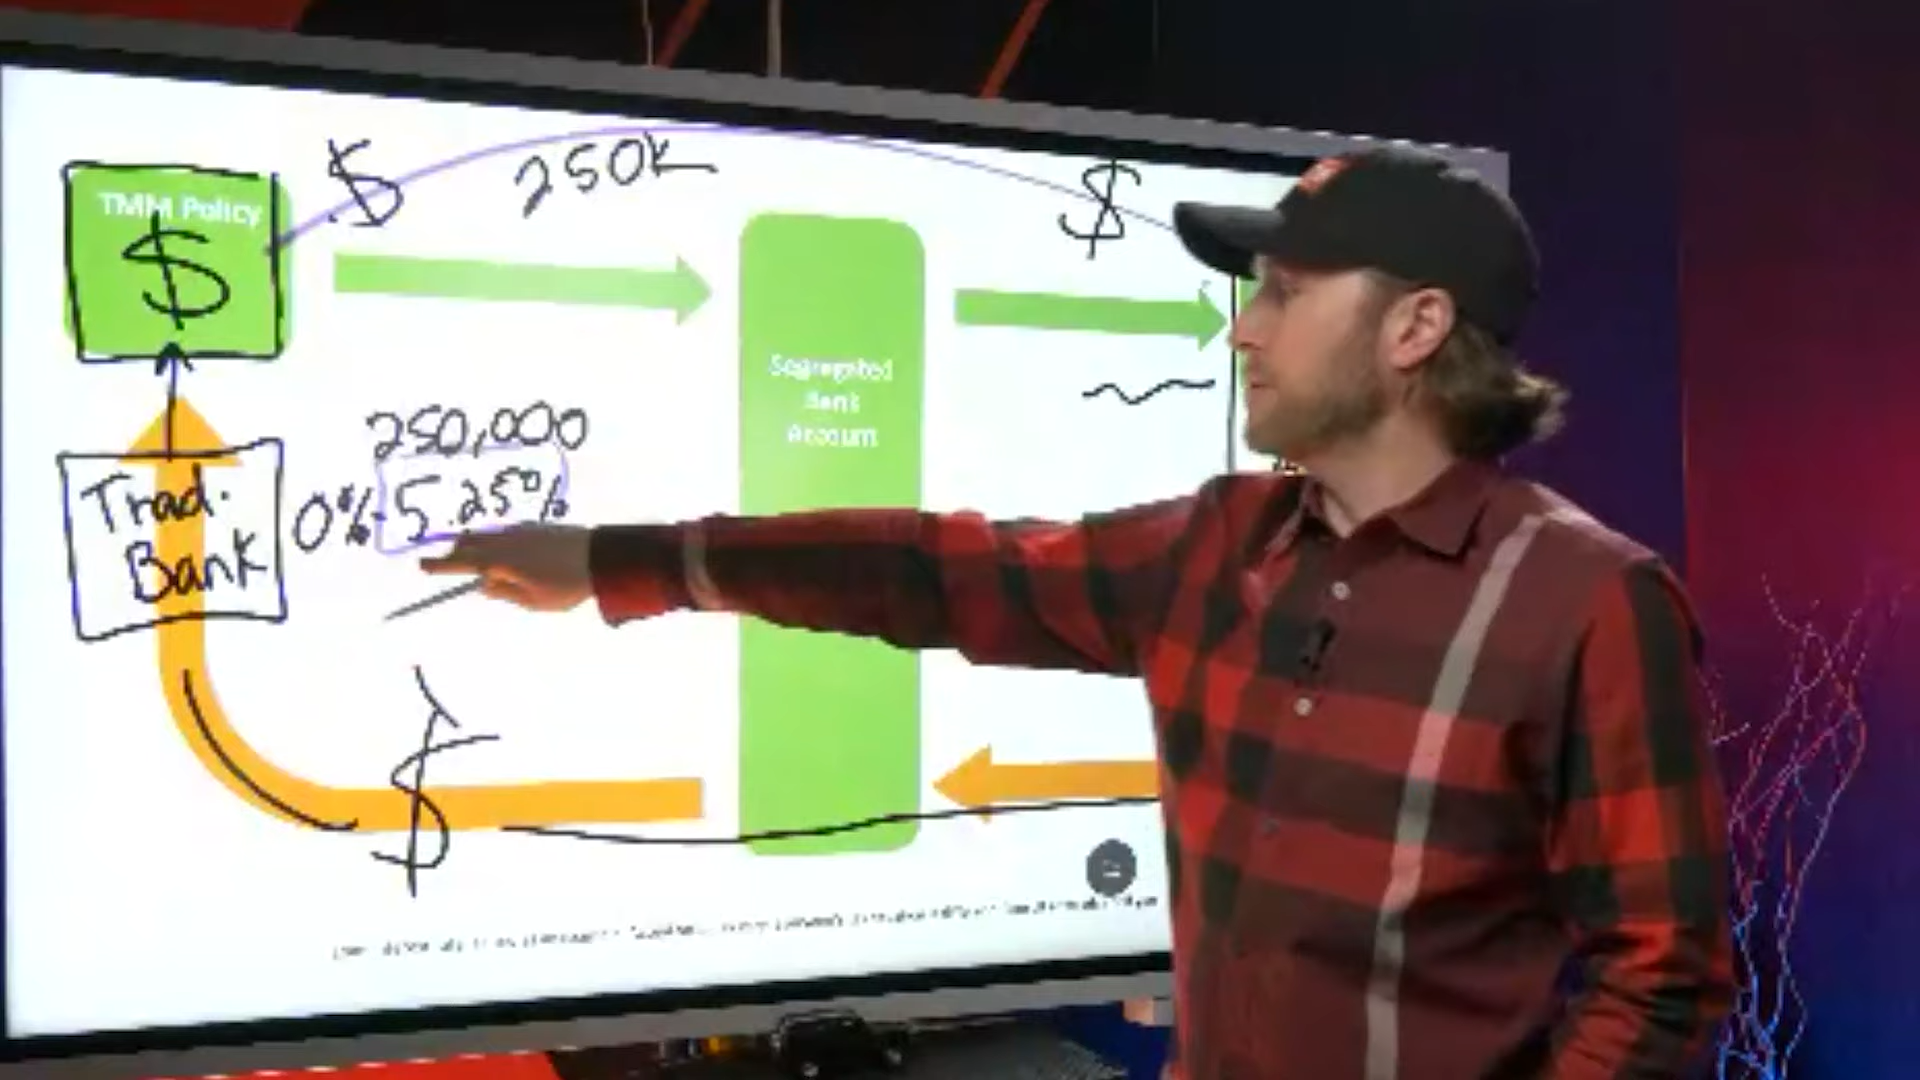 $
250k
$
TMM Policy
$
Segregated
Bank
Account
250,000
0% 5.25%
Trad.
Bank
$